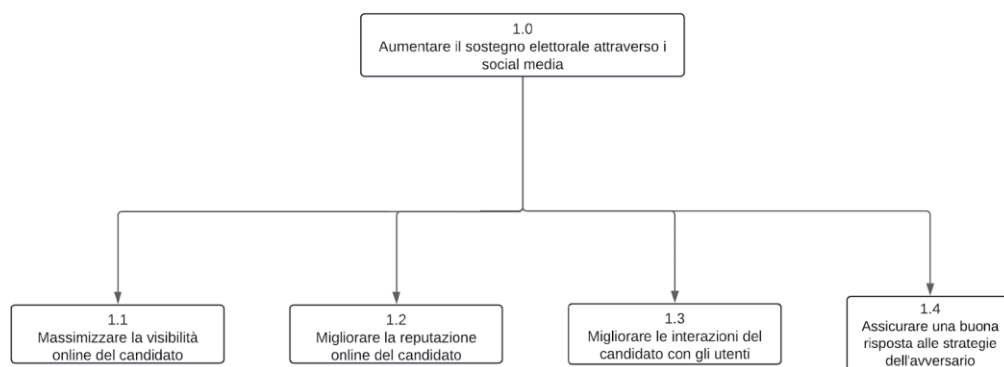 1.0
Aumentare il sostegno elettorale attraverso i
social media
1.1
Massimizzare la visibilità
online del candidato
1.2
Migliorare la reputazione
online del candidato
1.3
Migliorare le interazioni del
candidato con gli utenti
1.4
Assicurare una buona
risposta alle strategie
dell'avversario